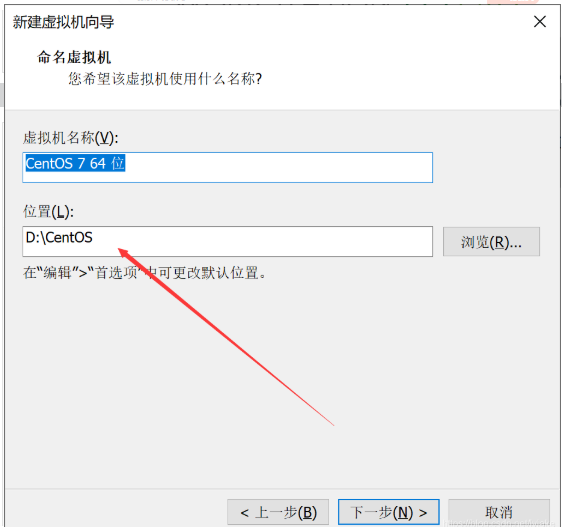 新建虚拟机向导
命名虚拟机
您希望该虚拟机使用什么名称?
虚拟机名称(V):
CentOS 7 64 位
位置(L):
D:\CentOS
浏览(R)...
在“编辑”>“首选项”中可更改默认位置。
< 上一步(B)
下一步(N) >
取消